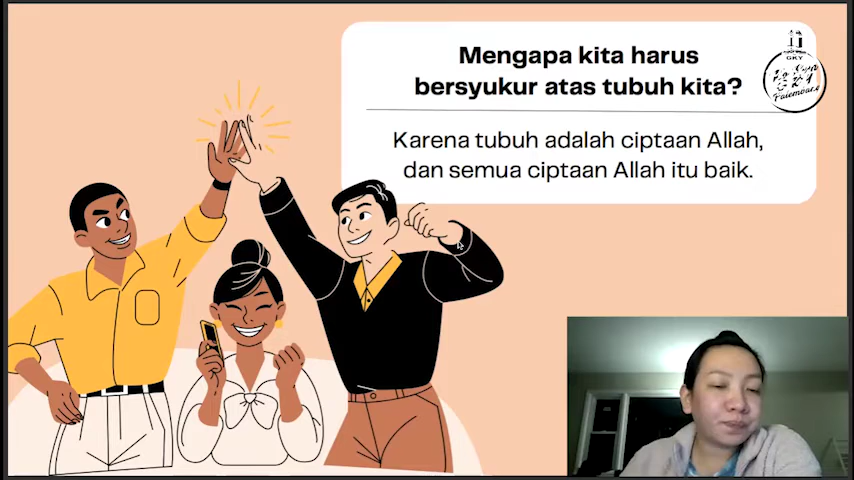 Mengapa kita harus
bersyukur atas tubuh kita?
GKY
Palembang
Karena tubuh adalah ciptaan Allah,
dan semua ciptaan Allah itu baik.